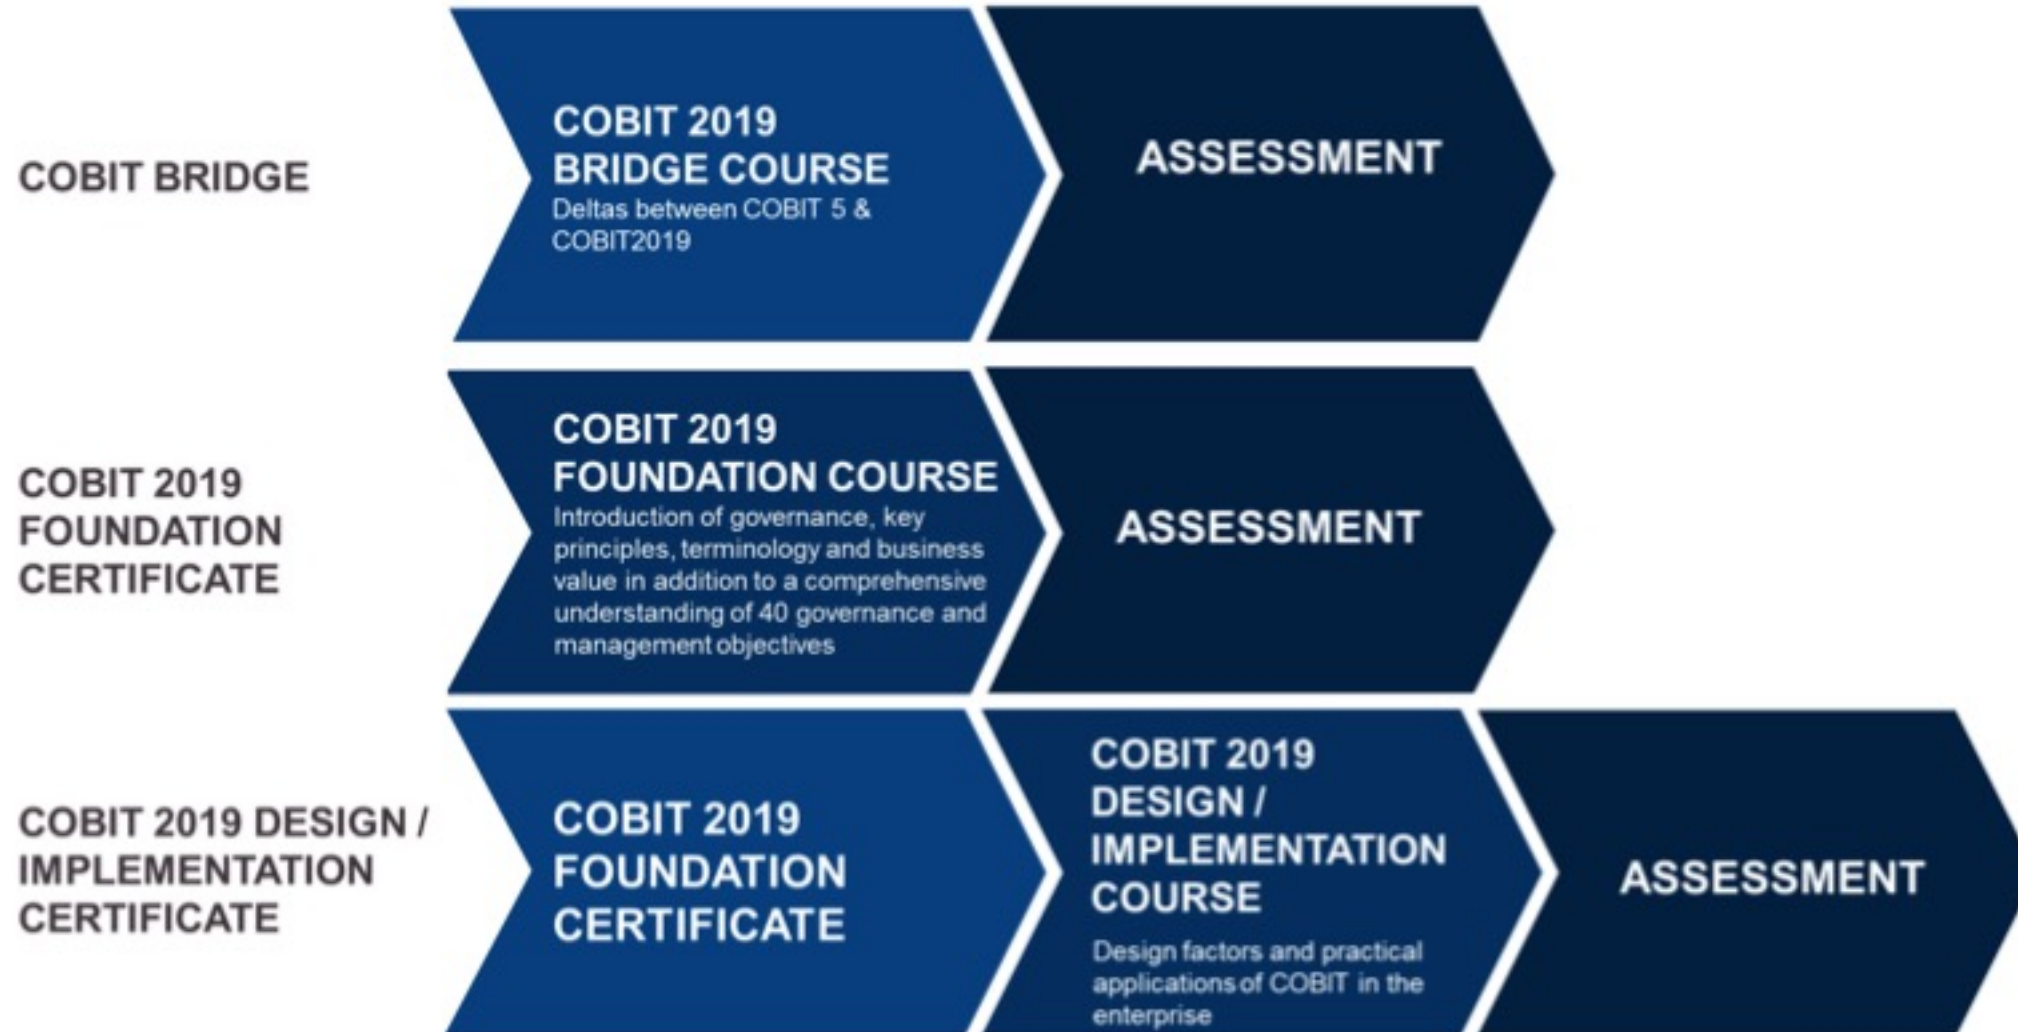 COBIT BRIDGE
COBIT 2019
BRIDGE COURSE
Deltas between COBIT 5 &
COBIT2019
ASSESSMENT
COBIT 2019
FOUNDATION
CERTIFICATE
COBIT 2019
FOUNDATION COURSE
Introduction of governance, key
principles, terminology and business
value in addition to a comprehensive
understanding of 40 governance and
management objectives
ASSESSMENT
COBIT 2019 DESIGN /
IMPLEMENTATION
CERTIFICATE
COBIT 2019
FOUNDATION
CERTIFICATE
COBIT 2019
DESIGN /
IMPLEMENTATION
COURSE
Design factors and practical
applications of COBIT in the
enterprise
ASSESSMENT